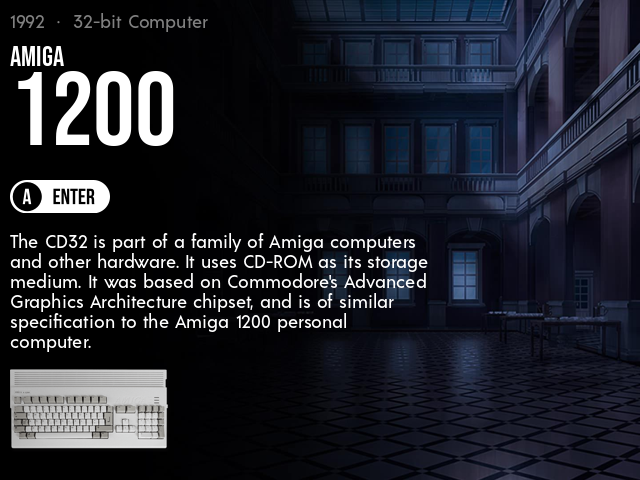 1992 · 32-bit Computer
AMIGA
1200
A ENTER
The CD32 is part of a family of Amiga computers
and other hardware. It uses CD-ROM as its storage
medium. It was based on Commodore's Advanced
Graphics Architecture chipset, and is of similar
specification to the Amiga 1200 personal
computer.